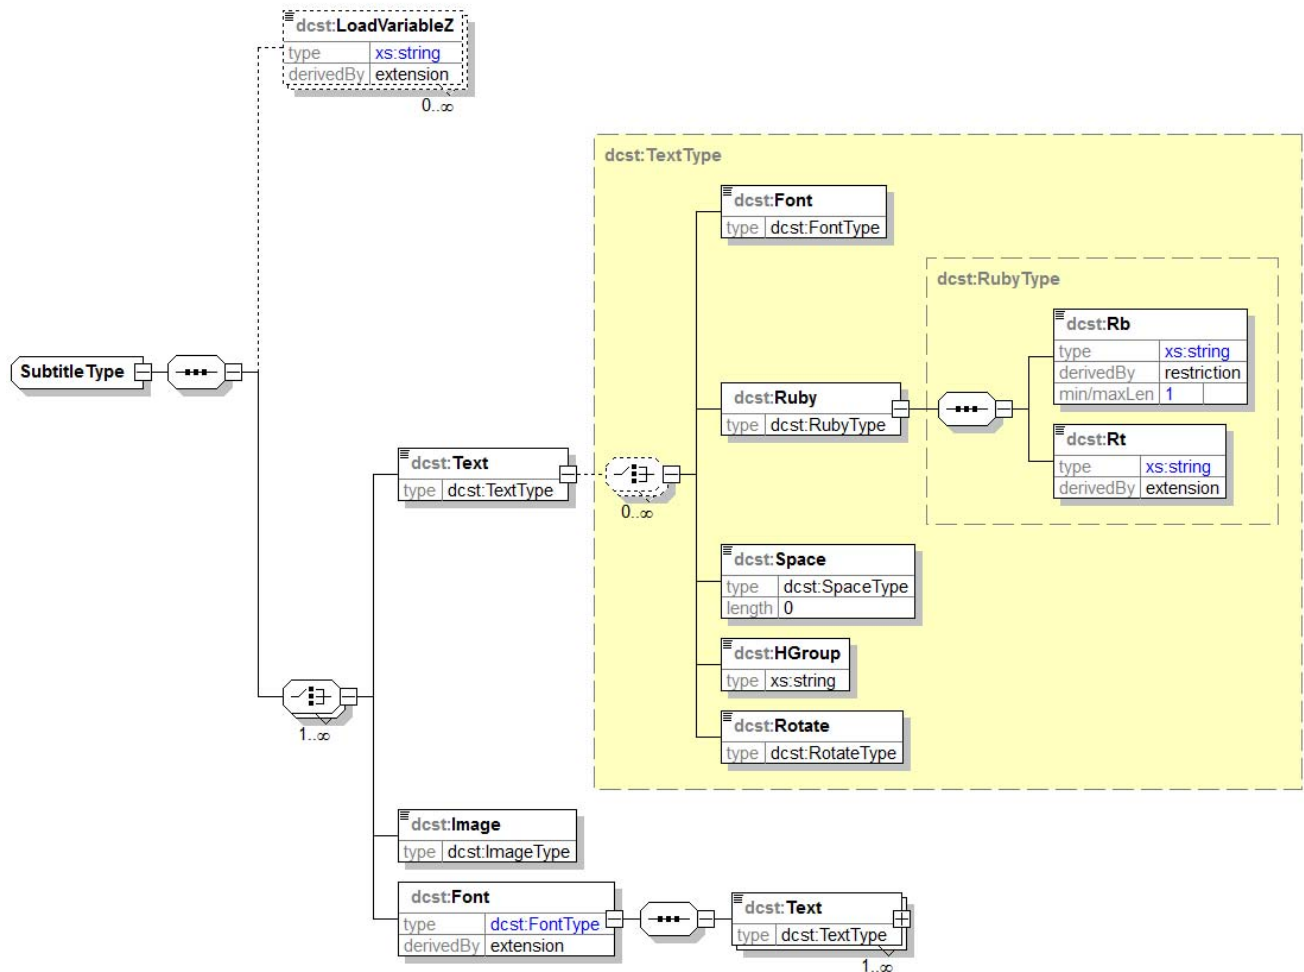 dcst:LoadVariableZ
type xs:string
derivedBy extension
0..∞
dcst:TextType
dcst:Font
type dcst:FontType
dcst:RubyType
dcst:Rb
type xs:string
derivedBy restriction
min/maxLen 1
SubtitleType
dcst:Ruby
type dcst:RubyType
dcst:Rt
type xs:string
derivedBy extension
dcst:Text
type dcst:TextType
0..∞
dcst:Space
type dcst:SpaceType
length 0
dcst:HGroup
type xs:string
1..∞
dcst:Rotate
type dcst:RotateType
dcst:Image
type dcst:ImageType
dcst:Font
type dcst:FontType
derivedBy extension
dcst:Text
type dcst:TextType
1..∞